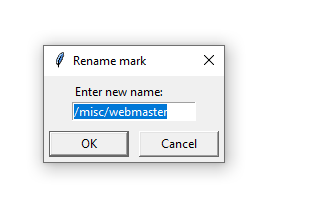 Rename mark
Enter new name:
/misc/webmaster
OK
Cancel